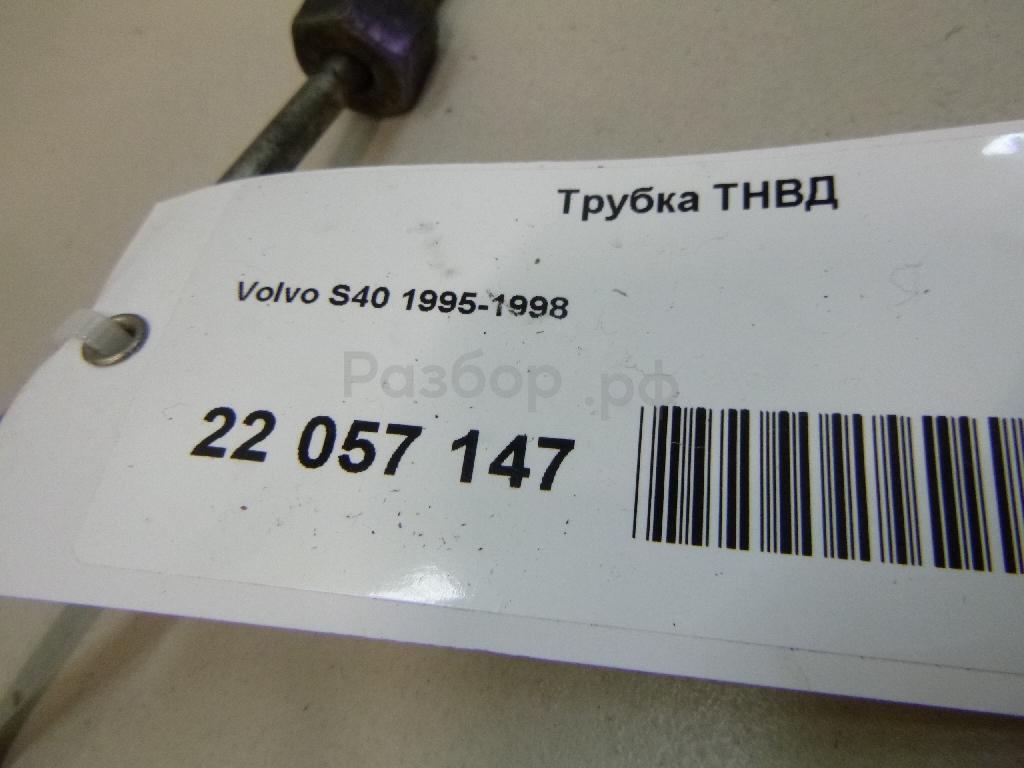 Трубка ТНВД
Volvo S40 1995-1998
Разбор.рф
22 057 147